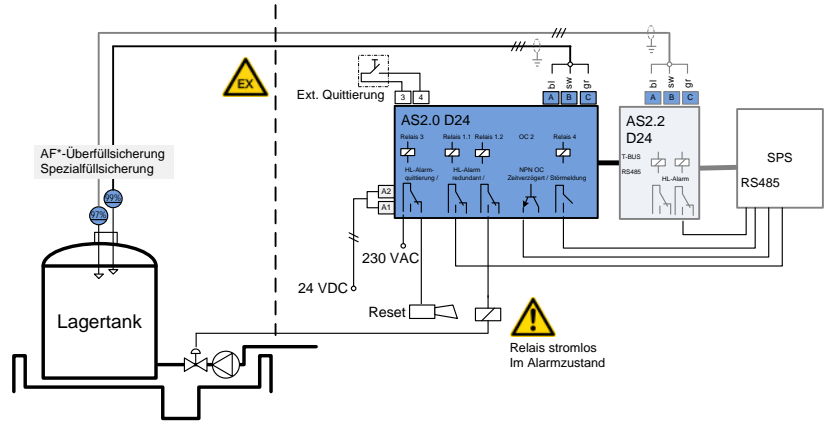 EX
Ext. Quittierung
3
4
bl
sw
gr
A
B
C
bl
sw
gr
A
B
C
AS2.0 D24
Relais 3
Relais 1.1
Relais 1.2
OC 2
Relais 4
HL-Alarm-
quittierung /
HL-Alarm
redundant /
NPN OC
Zeitverzögert / Störmeldung
A2
A1
AS2.2
D24
T-BUS
RS485
HL-Alarm
SPS
RS485
AF*-Überfüllsicherung
Spezialfüllsicherung
99%
97%
Lagertank
230 VAC
24 VDC
Reset
Relais stromlos
Im Alarmzustand